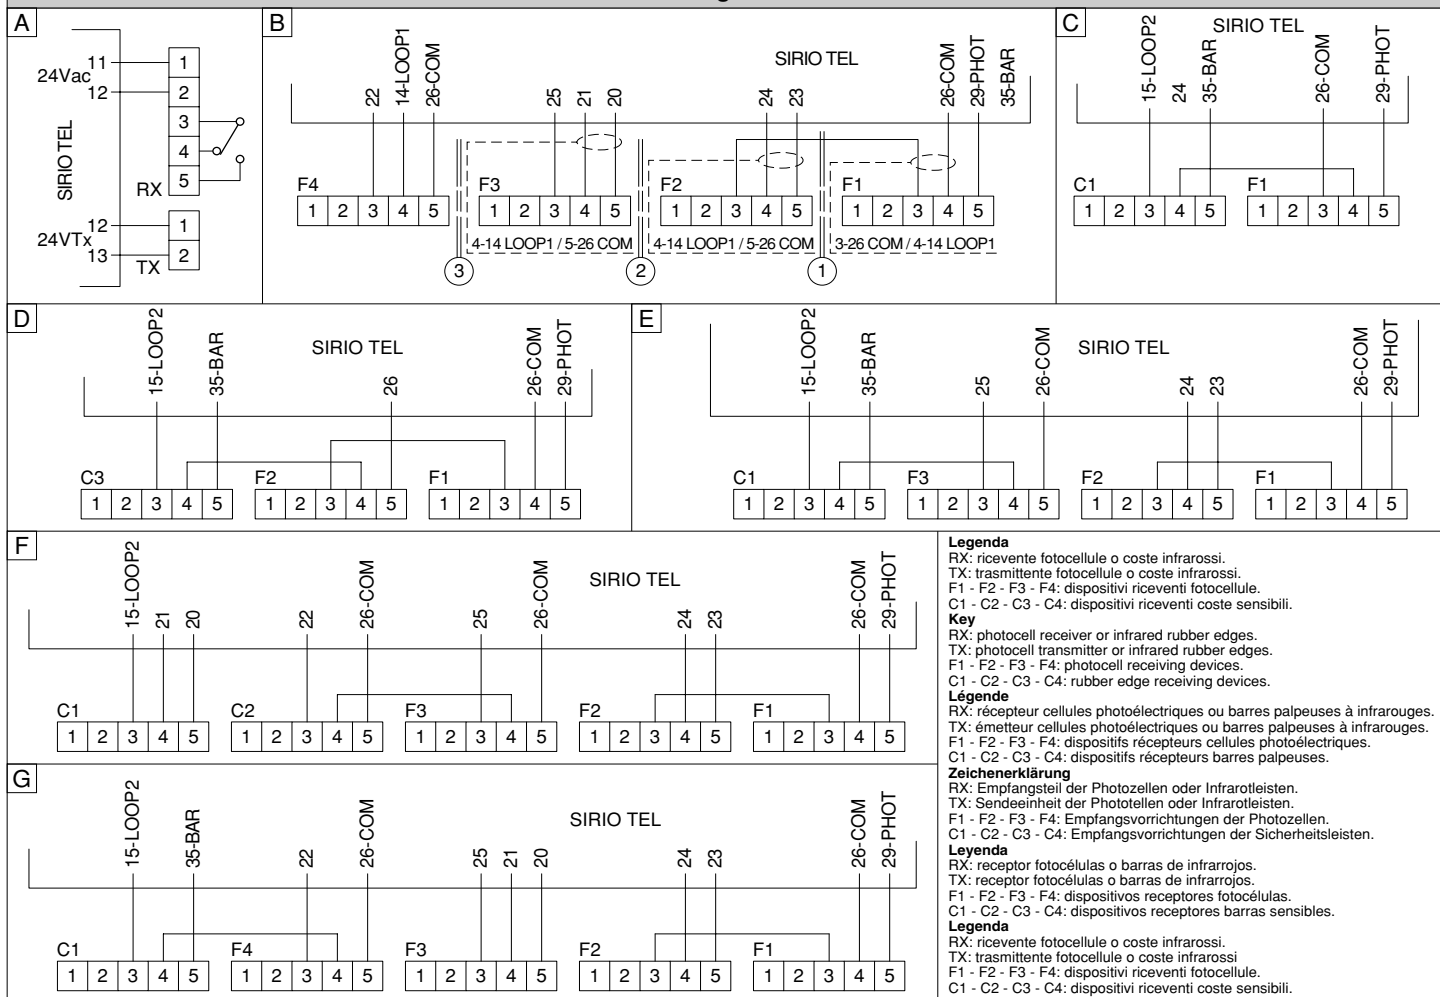 A
11
24Vac
12
SIRIO TEL
12
24VTx
13
1
2
3
4
5
RX
1
2
TX
B
SIRIO TEL
22 14-LOOP1 26-COM 25 21 20 24 23 26-COM 29-PHOT 35-BAR
F4 F3 F2 F1
1 2 3 4 5 1 2 3 4 5 1 2 3 4 5 1 2 3 4 5
4-14 LOOP1 / 5-26 COM 4-14 LOOP1 / 5-26 COM 3-26 COM / 4-14 LOOP1
3 2 1
C
SIRIO TEL
15-LOOP2 24 35-BAR 26-COM 29-PHOT
C1 F1
1 2 3 4 5 1 2 3 4 5
D
SIRIO TEL
15-LOOP2 35-BAR 26 26-COM 29-PHOT
C3 F2 F1
1 2 3 4 5 1 2 3 4 5 1 2 3 4 5
E
SIRIO TEL
15-LOOP2 35-BAR 25 26-COM 24 23 26-COM 29-PHOT
C1 F3 F2 F1
1 2 3 4 5 1 2 3 4 5 1 2 3 4 5 1 2 3 4 5
F
SIRIO TEL
15-LOOP2 21 20 22 26-COM 25 26-COM 24 23 26-COM 29-PHOT
C1 C2 F3 F2 F1
1 2 3 4 5 1 2 3 4 5 1 2 3 4 5 1 2 3 4 5 1 2 3 4 5
G
SIRIO TEL
15-LOOP2 35-BAR 22 26-COM 25 21 20 24 23 26-COM 29-PHOT
C1 F4 F3 F2 F1
1 2 3 4 5 1 2 3 4 5 1 2 3 4 5 1 2 3 4 5 1 2 3 4 5
Legenda
RX: ricevente fotocellule o coste infrarossi.
TX: trasmittente fotocellule o coste infrarossi.
F1 - F2 - F3 - F4: dispositivi riceventi fotocellule.
C1 - C2 - C3 - C4: dispositivi riceventi coste sensibili.
Key
RX: photocell receiver or infrared rubber edges.
TX: photocell transmitter or infrared rubber edges.
F1 - F2 - F3 - F4: photocell receiving devices.
C1 - C2 - C3 - C4: rubber edge receiving devices.
Légende
RX: récepteur cellules photoélectriques ou barres palpeuses à infrarouges.
TX: émetteur cellules photoélectriques ou barres palpeuses à infrarouges.
F1 - F2 - F3 - F4: dispositifs récepteurs cellules photoélectriques.
C1 - C2 - C3 - C4: dispositifs récepteurs barres palpeuses.
Zeichenerklärung
RX: Empfangsteil der Photozellen oder Infrarotleisten.
TX: Sendeeinheit der Phototellen oder Infrarotleisten.
F1 - F2 - F3 - F4: Empfangsvorrichtungen der Photozellen.
C1 - C2 - C3 - C4: Empfangsvorrichtungen der Sicherheitsleisten.
Leyenda
RX: receptor fotocélulas o barras de infrarrojos.
TX: receptor fotocélulas o barras de infrarrojos.
F1 - F2 - F3 - F4: dispositivos receptores fotocélulas.
C1 - C2 - C3 - C4: dispositivos receptores barras sensibles.
Legenda
RX: ricevente fotocellule o coste infrarossi.
TX: trasmittente fotocellule o coste infrarossi
F1 - F2 - F3 - F4: dispositivi riceventi fotocellule.
C1 - C2 - C3 - C4: dispositivi riceventi coste sensibili.